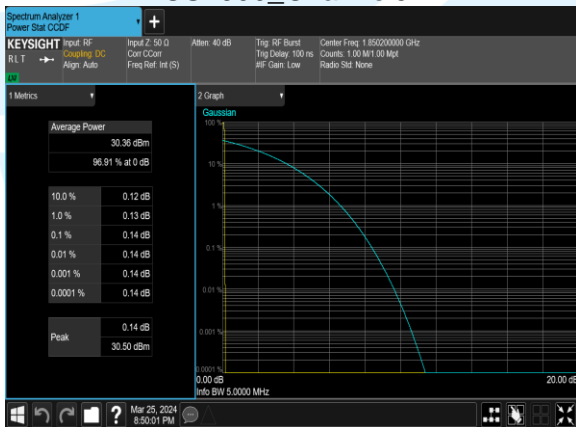 Spectrum Analyzer 1
Power Stat CCDF
+
KEYSIGHT
RLT
LXI
Input: RF
Coupling: DC
Align: Auto
Input Z: 50 Ω
Corr CCorr
Freq Ref: Int (S)
Atten: 40 dB
Trig: RF Burst
Trig Delay: 100 ns
#IF Gain: Low
Center Freq: 1.850200000 GHz
Counts: 1.00 M/1.00 Mpt
Radio Std: None
1 Metrics
Average Power
30.36 dBm
96.91 % at 0 dB
10.0 % 0.12 dB
1.0 % 0.13 dB
0.1 % 0.14 dB
0.01 % 0.14 dB
0.001 % 0.14 dB
0.0001 % 0.14 dB
Peak 0.14 dB
30.50 dBm
2 Graph
Gaussian
100 %
10 %
1 %
0.1 %
0.01 %
0.001 %
0.0001 %
0.00 dB 20.00 dB
Info BW 5.0000 MHz
?
Mar 25, 2024
8:50:01 PM